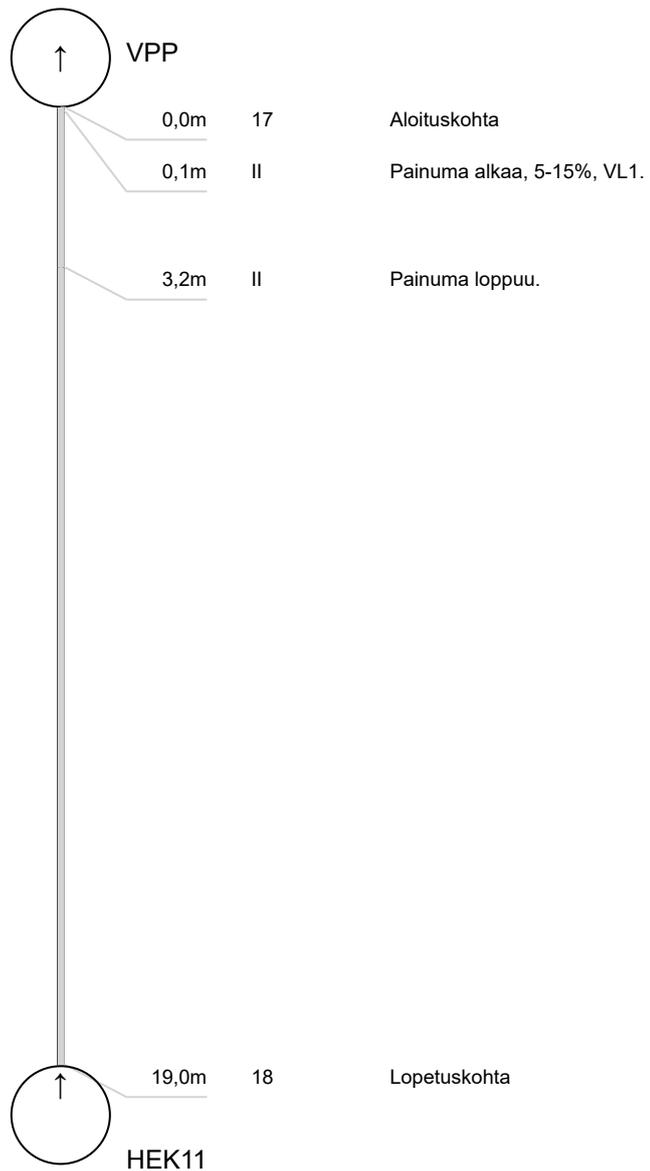 ↑ VPP
0,0m 17 Aloituskohta
0,1m II Painuma alkaa, 5-15%, VL1.
3,2m II Painuma loppuu.
19,0m 18 Lopetuskohta
↑
HEK11